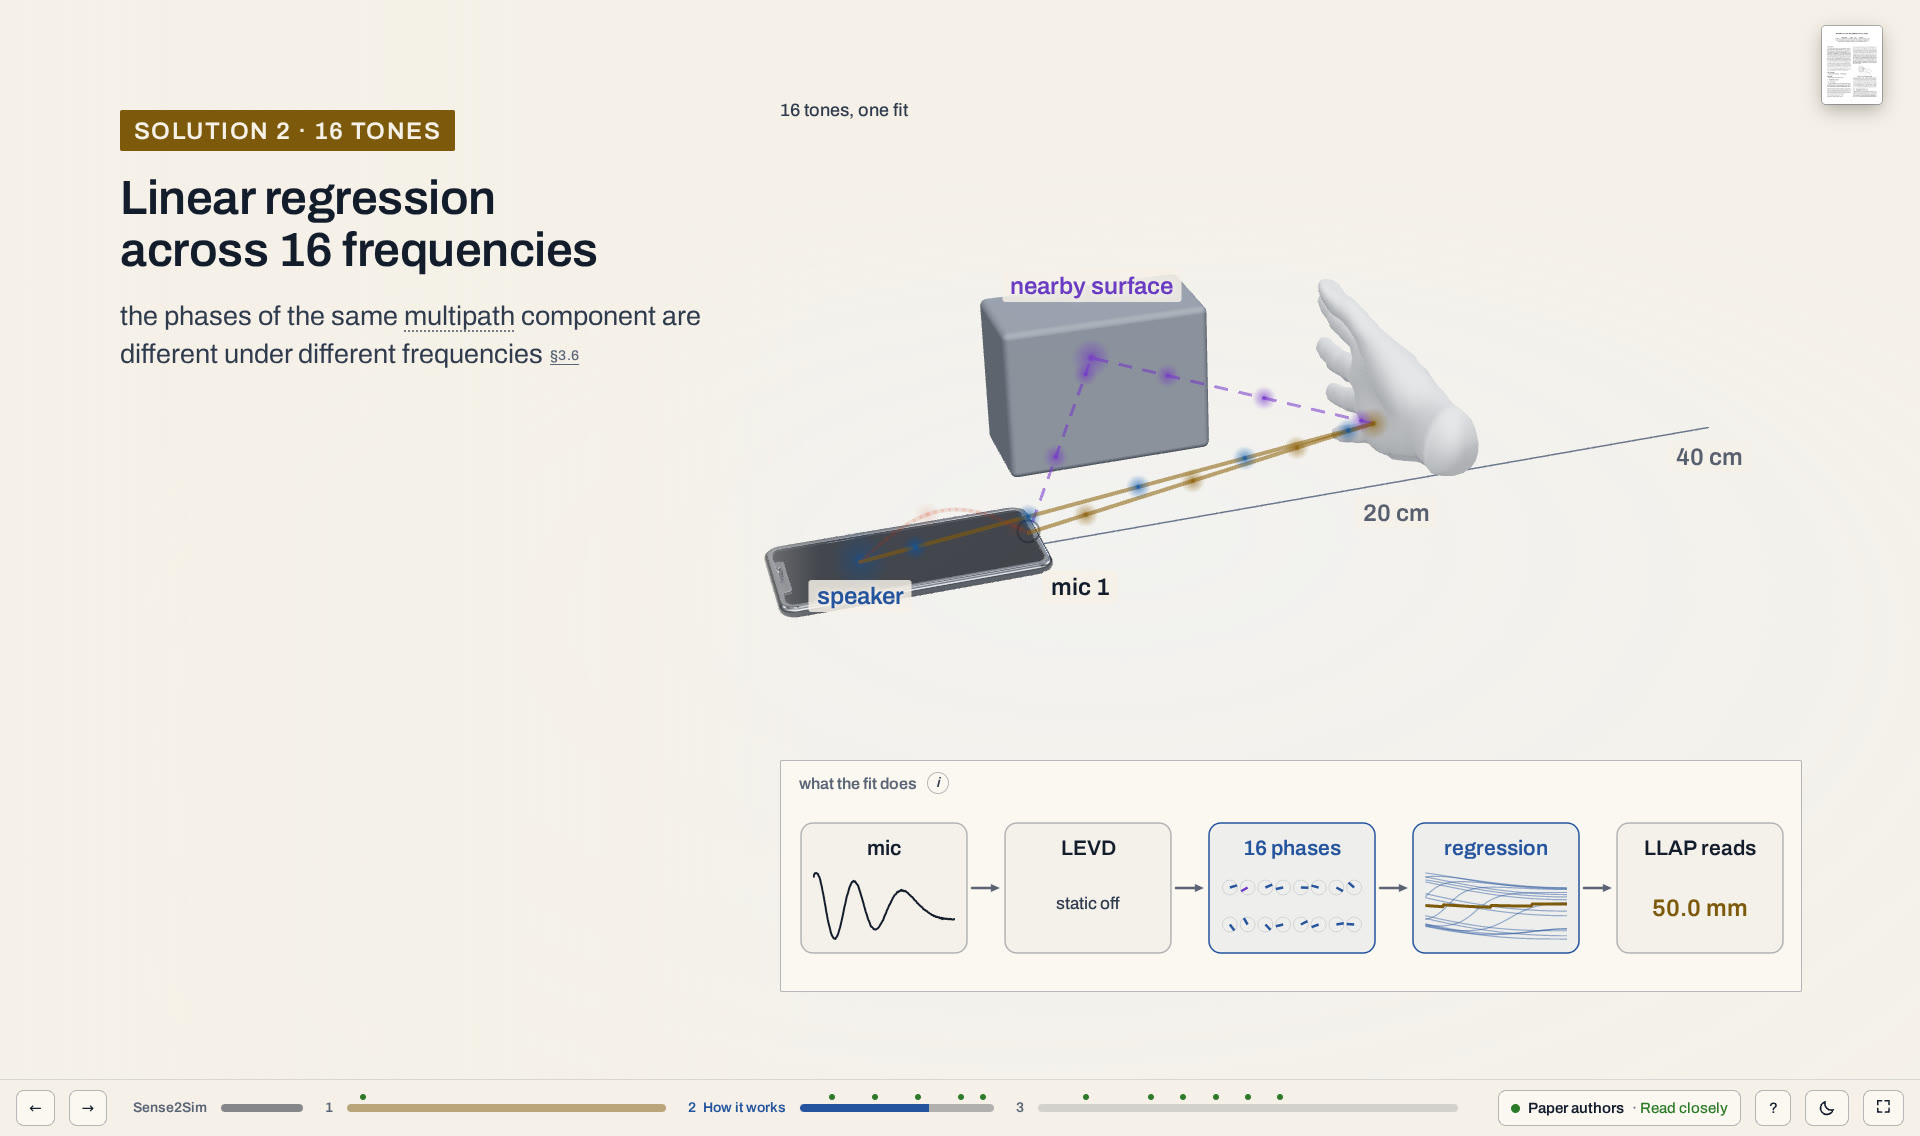 SOLUTION 2 · 16 TONES
Linear regression
across 16 frequencies
the phases of the same multipath component are
different under different frequencies §3.6
16 tones, one fit
nearby surface
40 cm
20 cm
mic 1
speaker
what the fit does i
mic
LEVD
static off
16 phases
regression
LLAP reads
50.0 mm
← → Sense2Sim 1 2 How it works 3 Paper authors · Read closely ?